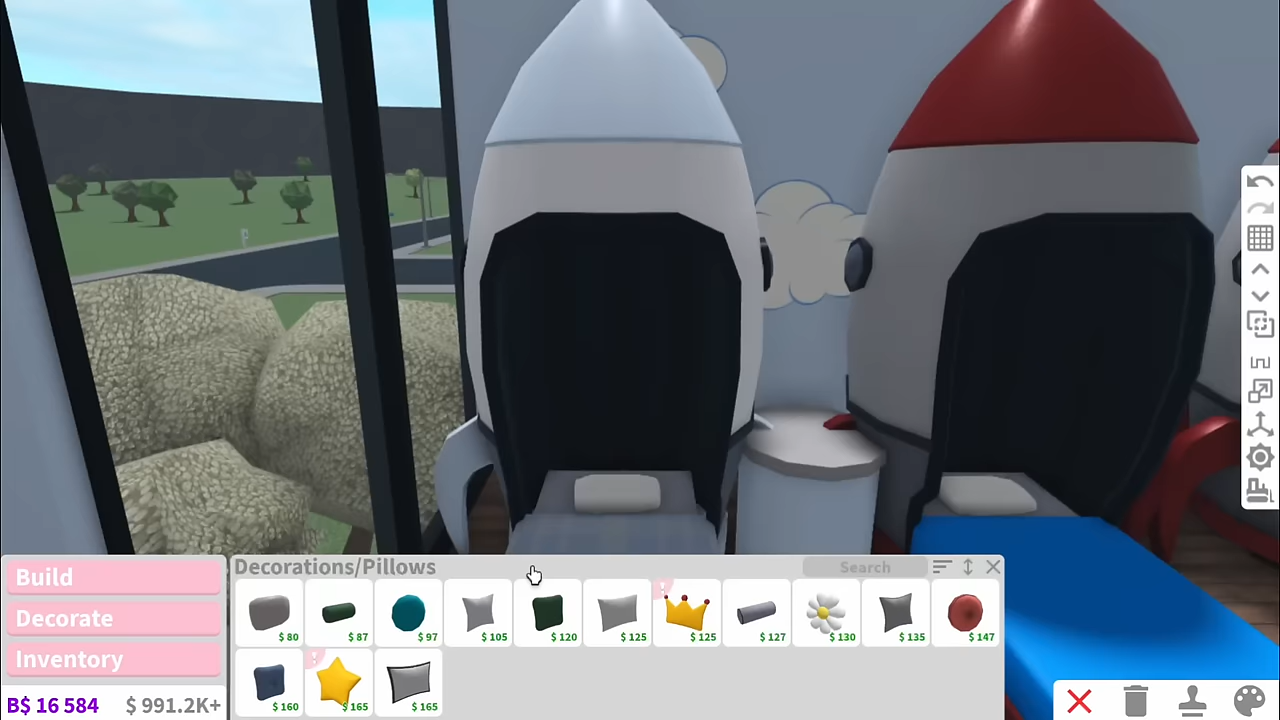 Decorations/Pillows
Search
Build
Decorate
Inventory
B$ 16 584 $ 991.2K+
$ 80 $ 87 $ 97 $ 105 $ 120 $ 125 $ 125 $ 127 $ 130 $ 135 $ 147
$ 160 $ 165 $ 165